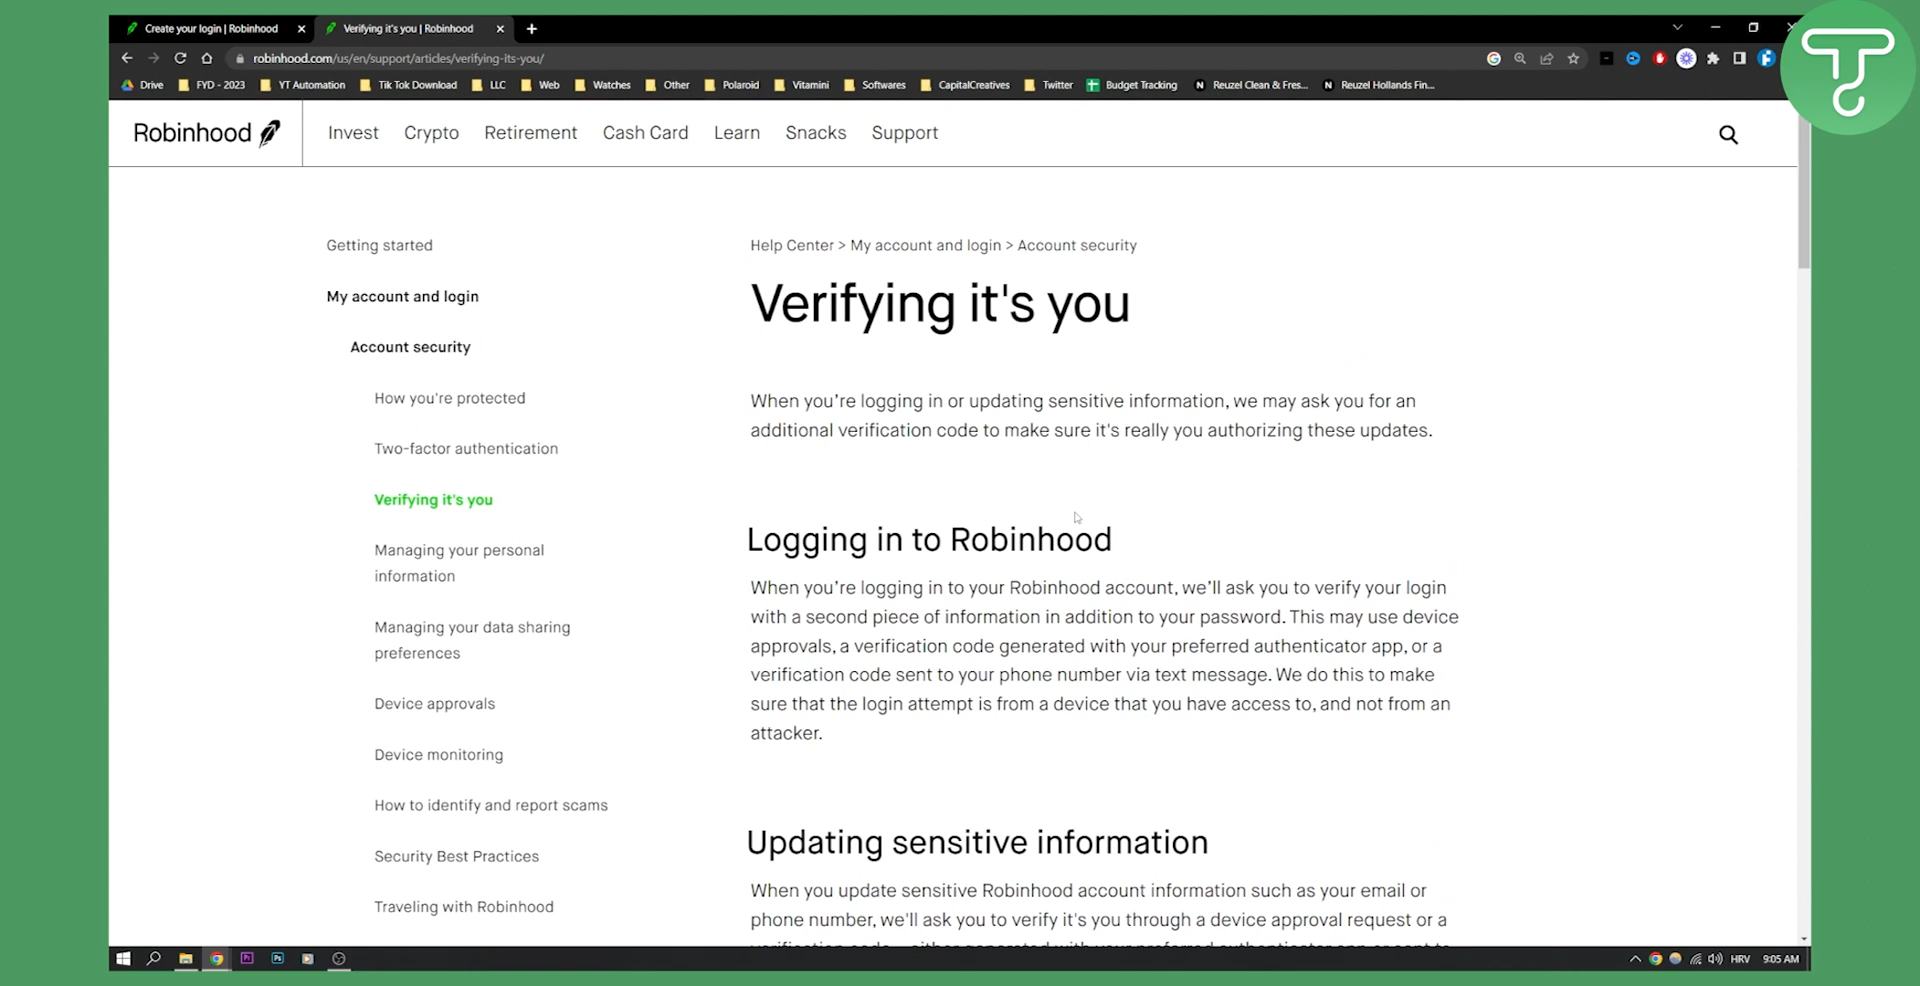 Create your login | Robinhood
Verifying it's you | Robinhood
robinhood.com/us/en/support/articles/verifying-its-you/
Drive FYD - 2023 YT Automation Tik Tok Download LLC Web Watches Other Polaroid Vitamini Softwares CapitalCreatives Twitter Budget Tracking Reuzel Clean & Fres... Reuzel Hollands Fin...
Robinhood Invest Crypto Retirement Cash Card Learn Snacks Support
Getting started
My account and login
Account security
How you're protected
Two-factor authentication
Verifying it's you
Managing your personal
information
Managing your data sharing
preferences
Device approvals
Device monitoring
How to identify and report scams
Security Best Practices
Traveling with Robinhood
Help Center > My account and login > Account security
Verifying it's you
When you’re logging in or updating sensitive information, we may ask you for an
additional verification code to make sure it's really you authorizing these updates.
Logging in to Robinhood
When you’re logging in to your Robinhood account, we’ll ask you to verify your login
with a second piece of information in addition to your password. This may use device
approvals, a verification code generated with your preferred authenticator app, or a
verification code sent to your phone number via text message. We do this to make
sure that the login attempt is from a device that you have access to, and not from an
attacker.
Updating sensitive information
When you update sensitive Robinhood account information such as your email or
phone number, we'll ask you to verify it's you through a device approval request or a
HRV 9:05 AM